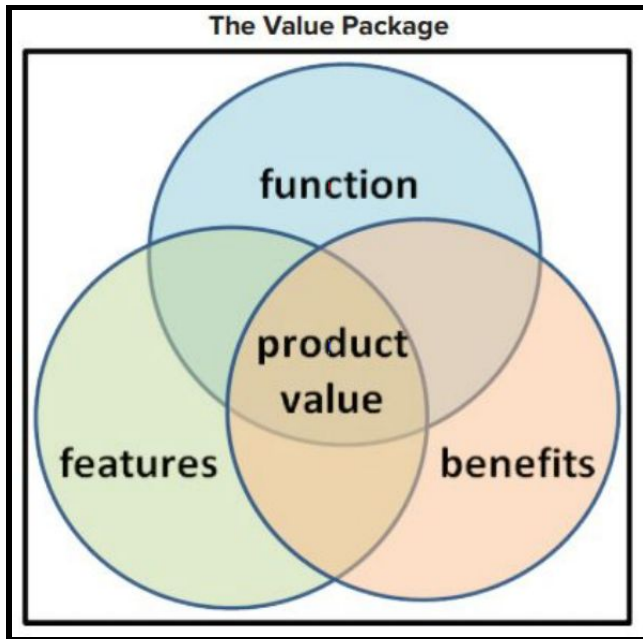 The Value Package
function
product
value
features
benefits